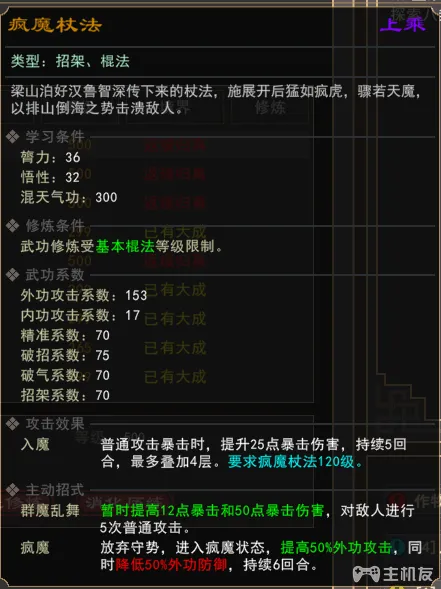 疯魔杖法 上乘
类型：招架、棍法
梁山泊好汉鲁智深传下来的杖法，施展开后猛如疯虎，骤若天魔，
以排山倒海之势击溃敌人。
学习条件
膂力：36
悟性：32
混天气功：300
修炼条件
武功修炼受基本棍法等级限制。
武功系数
外功攻击系数：153
内功攻击系数：17
精准系数：70
破招系数：75
破气系数：70
招架系数：70
攻击效果
入魔 普通攻击暴击时，提升25点暴击伤害，持续5回
合，最多叠加4层。要求疯魔杖法120级。
主动招式
群魔乱舞 暂时提高12点暴击和50点暴击伤害，对敌人进行
5次普通攻击。
疯魔 放弃守势，进入疯魔状态，提高50%外功攻击，同
时降低50%外功防御，持续6回合。
主机友